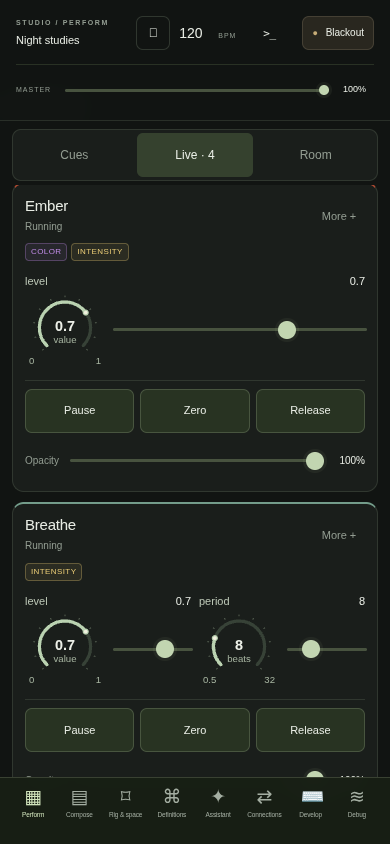 STUDIO / PERFORM
Night studies
120 BPM
>_
Blackout
MASTER
100%
Cues
Live · 4
Room
Ember
Running
More +
COLOR
INTENSITY
level
0.7
0.7
value
0
1
Pause
Zero
Release
Opacity
100%
Breathe
Running
More +
INTENSITY
level
0.7
period
8
0.7
value
8
beats
0
1
0.5
32
Pause
Zero
Release
Perform
Compose
Rig & space
Definitions
Assistant
Connections
Develop
Debug